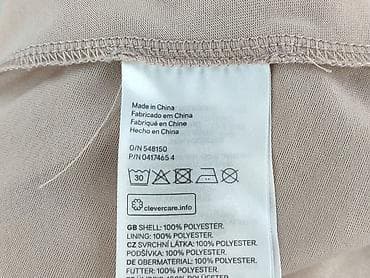 Made in China
Fabricado em China
Fabriqué en Chine
Hecho en China
O/N 548150
P/N 0417465 4
30
clevercare.info
GB SHELL: 100% POLYESTER.
LINING: 100% POLYESTER.
CZ SVRCHNÍ LÁTKA: 100% POLYESTER.
PODŠÍVKA: 100% POLYESTER.
DE OBERMATERIAL: 100% POLYESTER.
FUTTER: 100% POLYESTER.